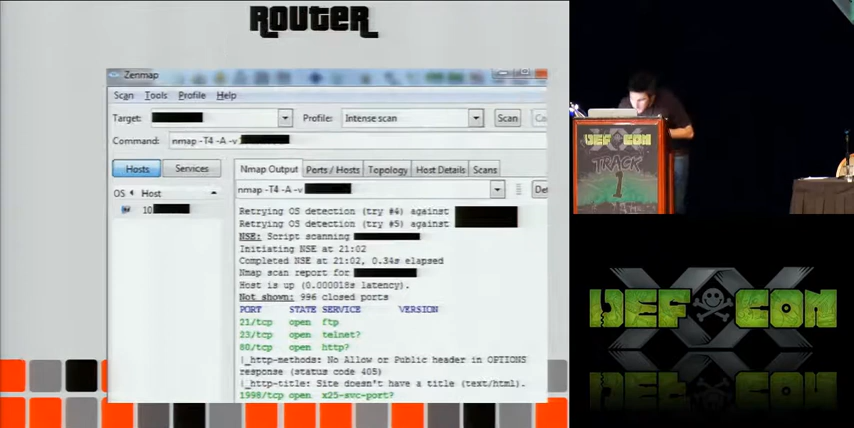 ROUTER
Zenmap
Scan Tools Profile Help
Target: Profile: Intense scan Scan
Command: nmap -T4 -A -v
Hosts Services Nmap Output Ports / Hosts Topology Host Details Scans
OS Host nmap -T4 -A -v
10
Retrying OS detection (try #4) against
Retrying OS detection (try #5) against
NSE: Script scanning
Initiating NSE at 21:02
Completed NSE at 21:02, 0.34s elapsed
Nmap scan report for
Host is up (0.000018s latency).
Not shown: 996 closed ports
PORT STATE SERVICE VERSION
21/tcp open ftp
23/tcp open telnet?
80/tcp open http?
|_http-methods: No Allow or Public header in OPTIONS
response (status code 405)
|_http-title: Site doesn't have a title (text/html).
1998/tcp open x25-svc-port?
DEF CON
XX
TRACK
1
XX
DEF CON